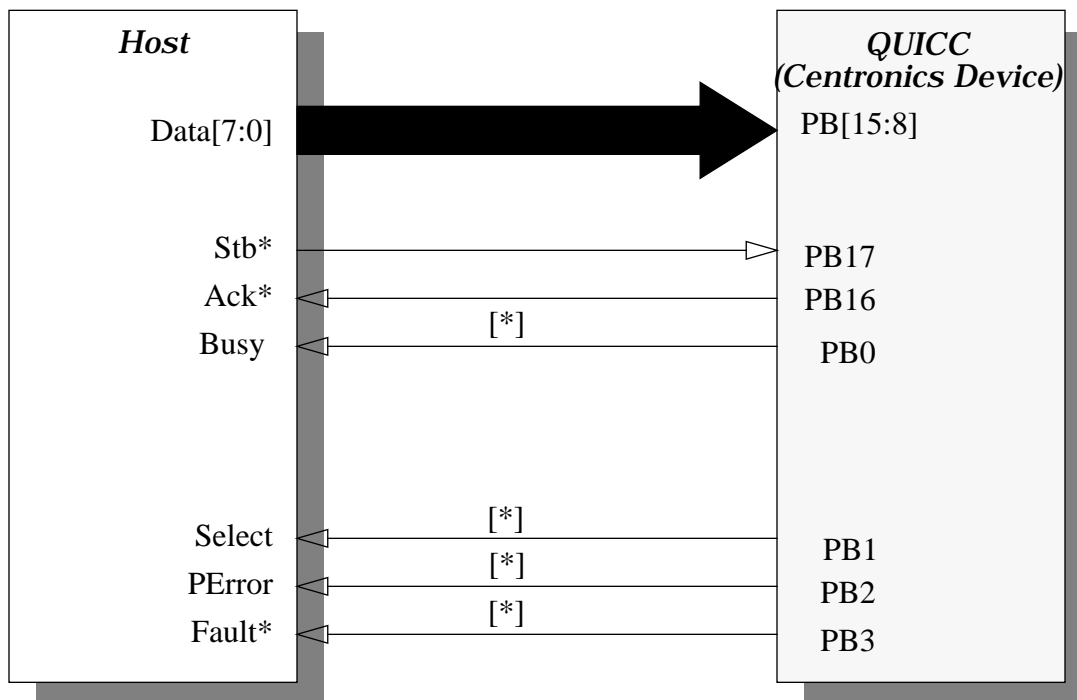 Host
QUICC
(Centronics Device)
Data[7:0]
PB[15:8]
Stb*
PB17
Ack*
PB16
[*]
Busy
PB0
[*]
Select
PB1
[*]
PError
PB2
[*]
Fault*
PB3